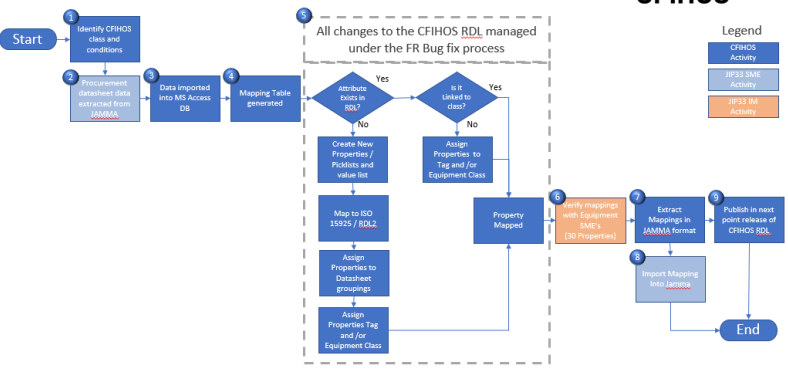 CFIHOS
Start
1
Identify CFIHOS
class and
conditions
2
Procurement
datasheet data
extracted from
JAMMA
3
Data imported
into MS Access
DB
4
Mapping Table
generated
5
All changes to the CFIHOS RDL managed
under the FR Bug fix process
Attribute
Exists in
RDL?
Yes
No
Is it
Linked to
class?
Yes
No
Create New
Properties /
Picklists and
value list
Assign
Properties to
Tag and /or
Equipment Class
Map to ISO
15925 / RDL2
Assign
Properties to
Datasheet
groupings
Assign
Properties Tag
and /or
Equipment Class
Property
Mapped
6
Verify mappings
with Equipment
SME's
(30 Properties)
7
Extract
Mappings in
JAMMA format
8
Import Mapping
Into Jamma
9
Publish in next
point release of
CFIHOS RDL
End
Legend
CFIHOS
Activity
JIP33 SME
Activity
JIP33 IM
Activity